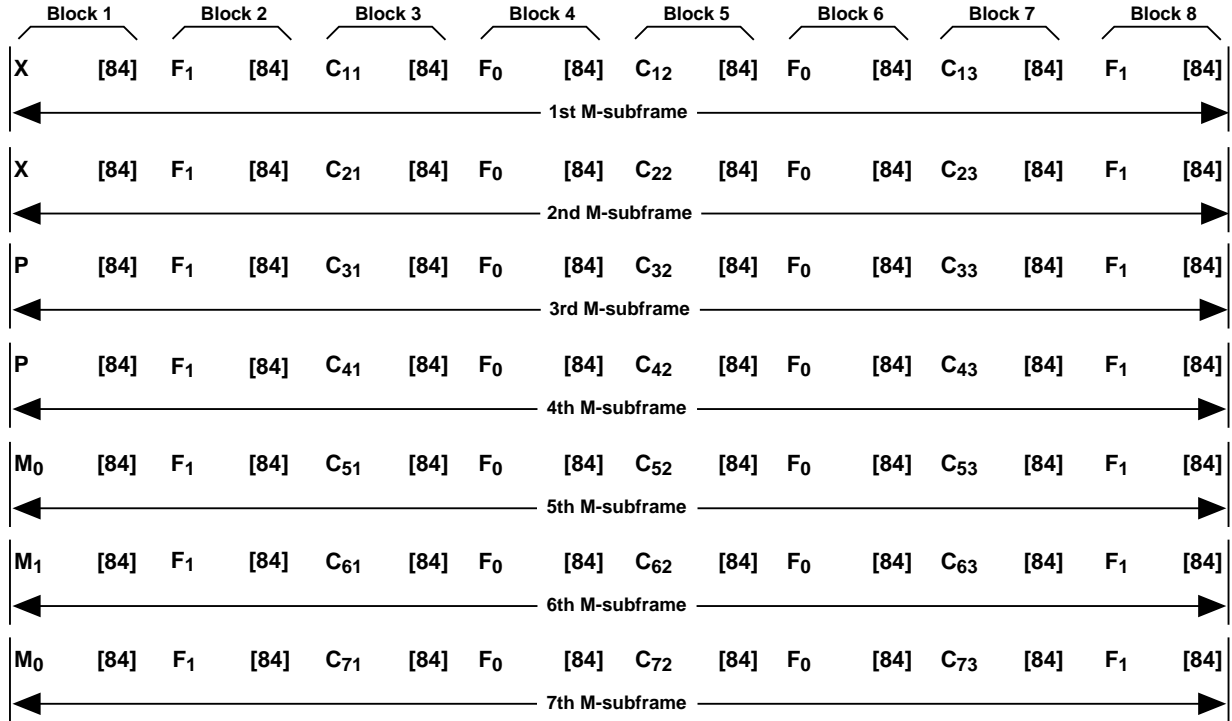 Block 1 Block 2 Block 3 Block 4 Block 5 Block 6 Block 7 Block 8
X [84] F1 [84] C11 [84] F0 [84] C12 [84] F0 [84] C13 [84] F1 [84]
1st M-subframe
X [84] F1 [84] C21 [84] F0 [84] C22 [84] F0 [84] C23 [84] F1 [84]
2nd M-subframe
P [84] F1 [84] C31 [84] F0 [84] C32 [84] F0 [84] C33 [84] F1 [84]
3rd M-subframe
P [84] F1 [84] C41 [84] F0 [84] C42 [84] F0 [84] C43 [84] F1 [84]
4th M-subframe
M0 [84] F1 [84] C51 [84] F0 [84] C52 [84] F0 [84] C53 [84] F1 [84]
5th M-subframe
M1 [84] F1 [84] C61 [84] F0 [84] C62 [84] F0 [84] C63 [84] F1 [84]
6th M-subframe
M0 [84] F1 [84] C71 [84] F0 [84] C72 [84] F0 [84] C73 [84] F1 [84]
7th M-subframe